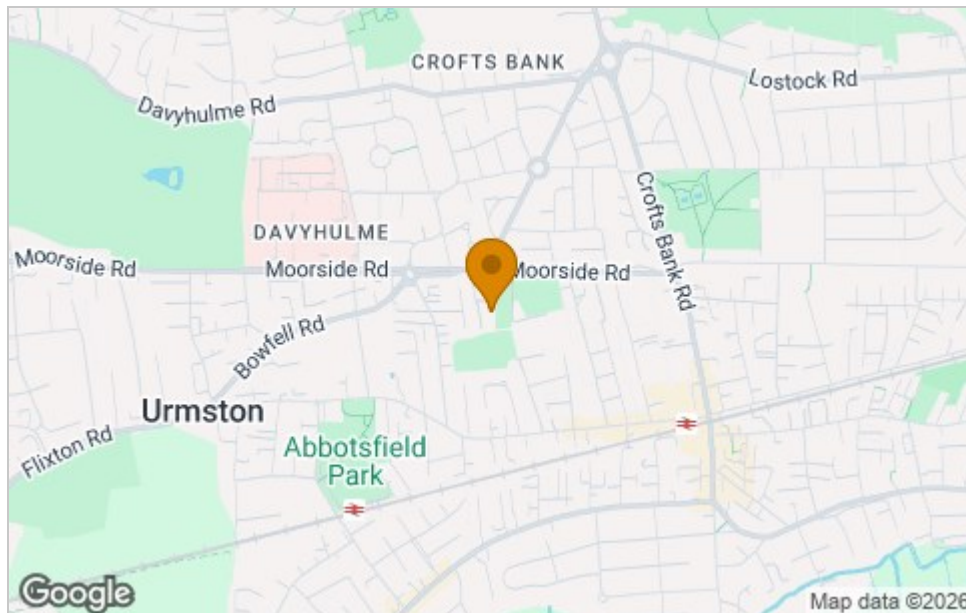 CROFTS BANK
Lostock Rd
Davyhulme Rd
Crofts Bank Rd
DAVYHULME
Moorside Rd
Moorside Rd
Moorside Rd
Bowfell Rd
Urmston
Flixton Rd
Abbotsfield
Park
Google
Map data ©2026